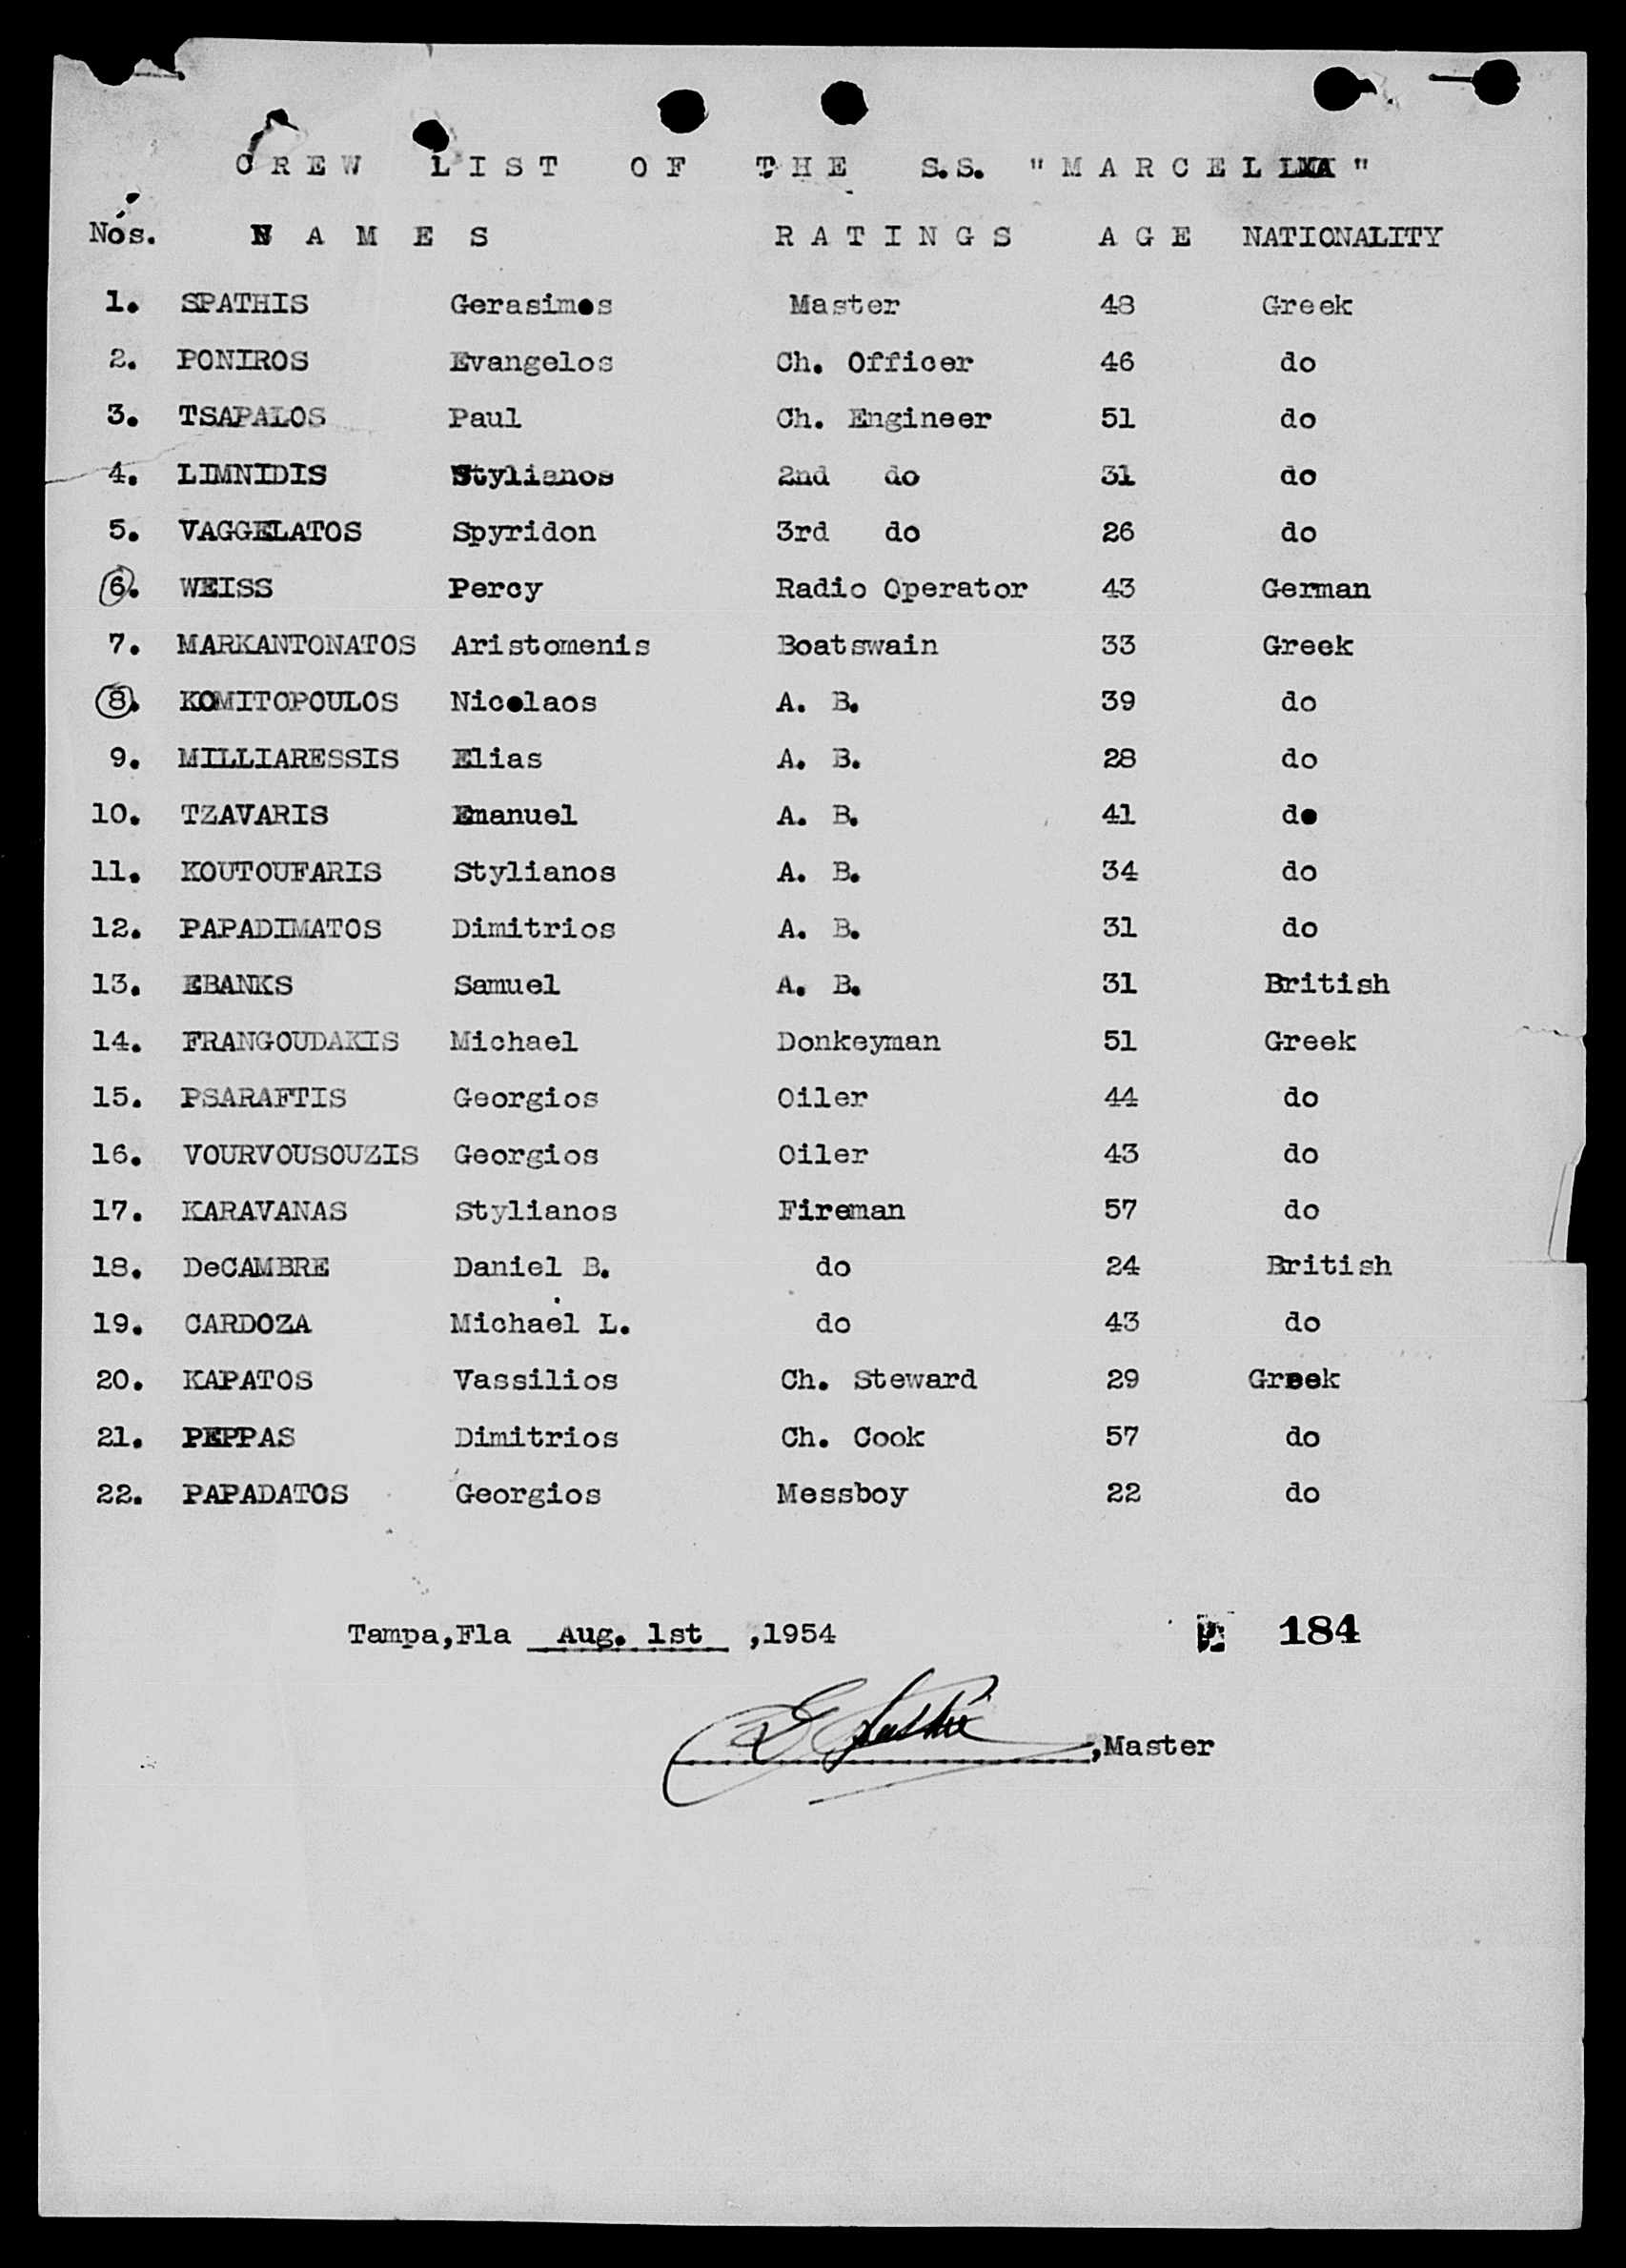 CREW LIST OF THE S.S. "MARCELLINA"
Nos. NAMES RATINGS AGE NATIONALITY
1. SPATHIS Gerasimos Master 48 Greek
2. PONIROS Evangelos Ch. Officer 46 do
3. TSAPALOS Paul Ch. Engineer 51 do
4. LIMNIDIS Stylianos 2nd do 31 do
5. VAGGELATOS Spyridon 3rd do 26 do
6. WEISS Percy Radio Operator 43 German
7. MARKANTONATOS Aristomenis Boatswain 33 Greek
8. KOMITOPOULOS Nicolaos A. B. 39 do
9. MILLIARESSIS Elias A. B. 28 do
10. TZAVARIS Emanuel A. B. 41 do
11. KOUTOUFARIS Stylianos A. B. 34 do
12. PAPADIMATOS Dimitrios A. B. 31 do
13. EBANKS Samuel A. B. 31 British
14. FRANGOUDAKIS Michael Donkeyman 51 Greek
15. PSARAFTIS Georgios Oiler 44 do
16. VOURVOUSOUZIS Georgios Oiler 43 do
17. KARAVANAS Stylianos Fireman 57 do
18. DeCAMBRE Daniel B. do 24 British
19. CARDOZA Michael L. do 43 do
20. KAPATOS Vassilios Ch. Steward 29 Greek
21. PEPPAS Dimitrios Ch. Cook 57 do
22. PAPADATOS Georgios Messboy 22 do
Tampa,Fla Aug. 1st ,1954 184
,Master